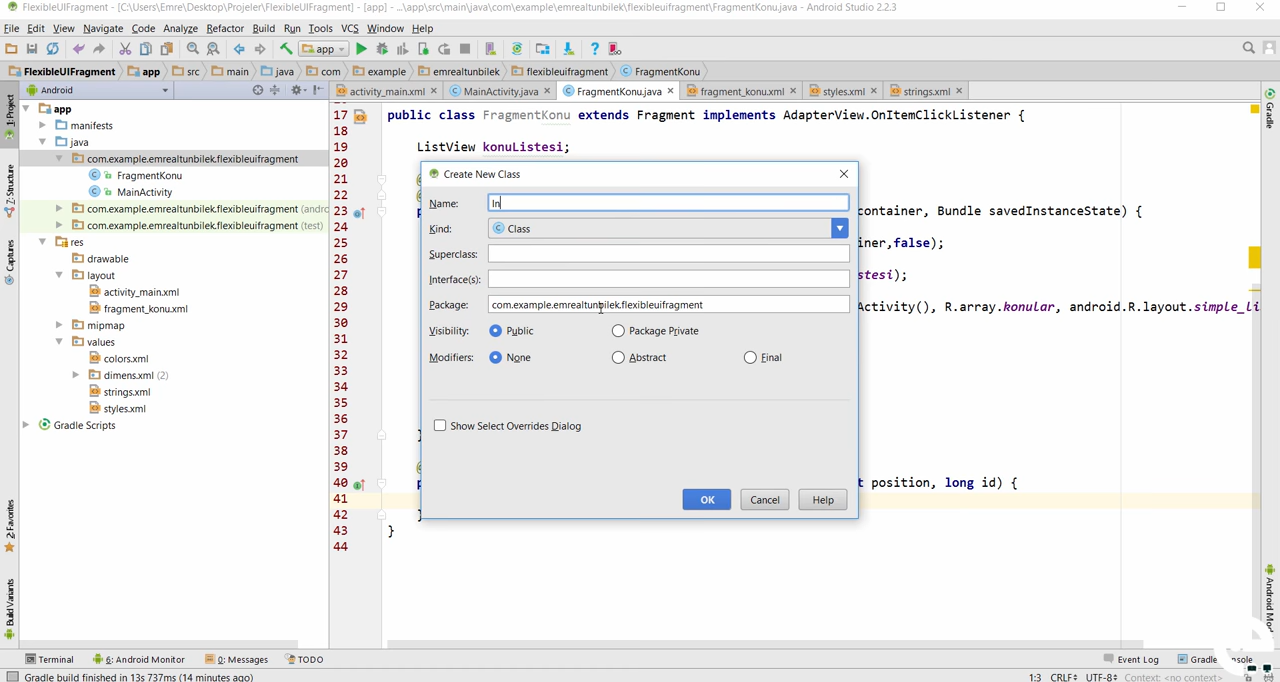 FlexibleUIFragment - [C:\Users\Emre\Desktop\Projeler\FlexibleUIFragment] - [app] - ...\app\src\main\java\com\example\emrealtunbilek\flexibleuifragment\FragmentKonu.java - Android Studio 2.2.3
File Edit View Navigate Code Analyze Refactor Build Run Tools VCS Window Help
app
FlexibleUIFragment app src main java com example emrealtunbilek flexibleuifragment FragmentKonu
Android activity_main.xml MainActivity.java FragmentKonu.java fragment_konu.xml styles.xml strings.xml
1: Project
7: Structure
Captures
2: Favorites
Build Variants
app
manifests
java
com.example.emrealtunbilek.flexibleuifragment
FragmentKonu
MainActivity
com.example.emrealtunbilek.flexibleuifragment (andro
com.example.emrealtunbilek.flexibleuifragment (test)
res
drawable
layout
activity_main.xml
fragment_konu.xml
mipmap
values
colors.xml
dimens.xml (2)
strings.xml
styles.xml
Gradle Scripts
17 public class FragmentKonu extends Fragment implements AdapterView.OnItemClickListener {
18
19 ListView konuListesi;
20
21
22
23 container, Bundle savedInstanceState) {
24
25 iner,false);
26
27 stesi);
28
29 Activity(), R.array.konular, android.R.layout.simple_li
30
31
32
33
34
35
36
37 }
38
39
40 t position, long id) {
41
42 }
43 }
44
Create New Class
Name: In
Kind: Class
Superclass:
Interface(s):
Package: com.example.emrealtunbilek.flexibleuifragment
Visibility: Public Package Private
Modifiers: None Abstract Final
Show Select Overrides Dialog
OK Cancel Help
Gradle
Terminal 6: Android Monitor 0: Messages TODO Event Log
Gradle build finished in 13s 737ms (14 minutes ago) 1:3 CRLF UTF-8 Context: <no context>